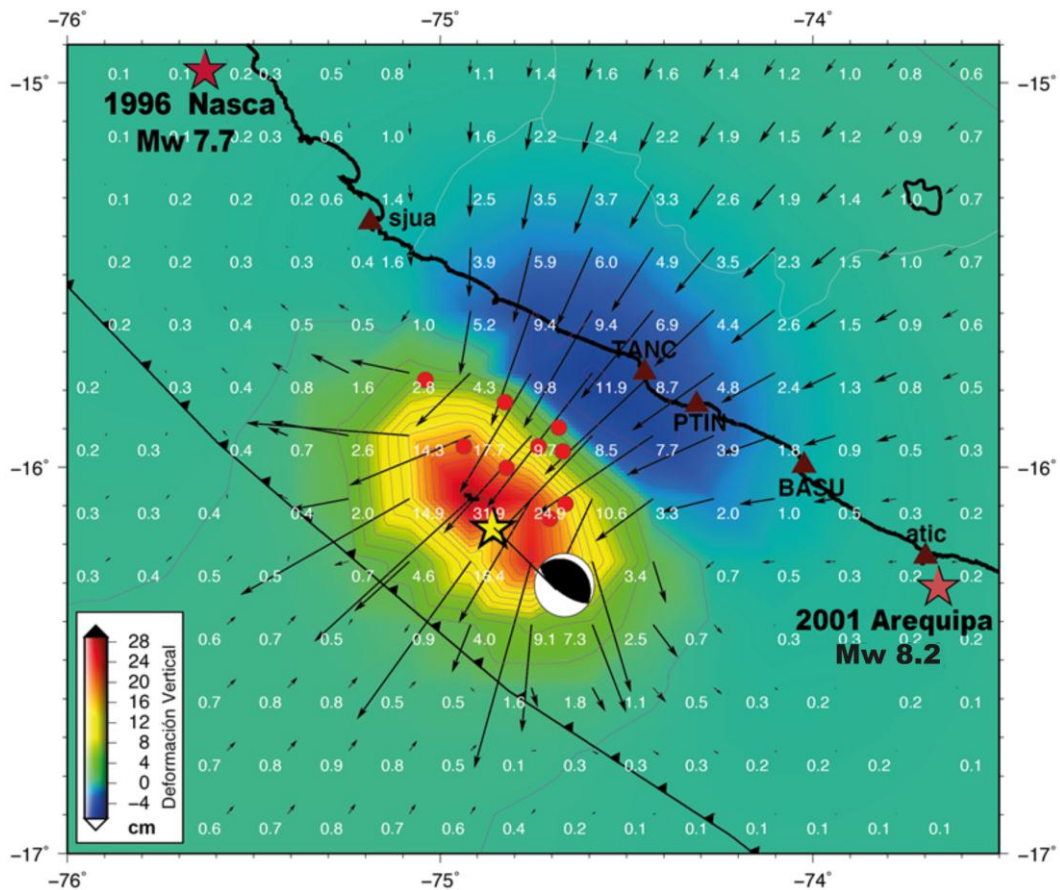 -76° -75° -74°
-15° 0.1 0.1 0.2 0.3 0.5 0.8 1.1 1.4 1.6 1.6 1.4 1.2 1.0 0.8 0.6 -15°
1996 Nasca
0.1 0.1 0.2 0.3 0.6 1.0 1.6 2.2 2.4 2.2 1.9 1.5 1.2 0.9 0.7
Mw 7.7
0.1 0.2 0.2 0.2 0.6 1.4 2.5 3.5 3.7 3.3 2.6 1.9 1.4 1.0 0.7
sjua
0.2 0.2 0.3 0.3 0.4 1.6 3.9 5.9 6.0 4.9 3.5 2.3 1.5 1.0 0.7
0.2 0.3 0.4 0.5 0.5 1.0 5.2 9.4 9.4 6.9 4.4 2.6 1.5 0.9 0.6
TANC
0.2 0.3 0.4 0.8 1.6 2.8 4.3 9.8 11.9 8.7 4.8 2.4 1.3 0.8 0.5
PTIN
-16° 0.2 0.3 0.4 0.7 2.6 14.3 17.7 9.7 8.5 7.7 3.9 1.8 0.9 0.5 0.3 -16°
BASU
0.3 0.3 0.4 0.4 2.0 14.9 31.9 24.9 10.6 3.3 2.0 1.0 0.5 0.3 0.2
atic
0.3 0.4 0.5 0.5 0.7 4.6 3.4 0.7 0.5 0.3 0.2 0.2
2001 Arequipa
0.6 0.7 0.5 0.9 4.0 9.1 7.3 2.5 0.7 0.3 0.3 0.2 0.2
Mw 8.2
0.7 0.8 0.8 0.5 0.5 1.6 1.8 1.1 0.5 0.3 0.2 0.2 0.1
0.7 0.8 0.9 0.8 0.5 0.1 0.3 0.3 0.3 0.2 0.2 0.2 0.1
0.6 0.7 0.8 0.7 0.6 0.4 0.2 0.1 0.1 0.1 0.1 0.1 0.1
28
24
20
16
12
8
4
0
-4
cm
Deformación Vertical
-17° -17°
-76° -75° -74°